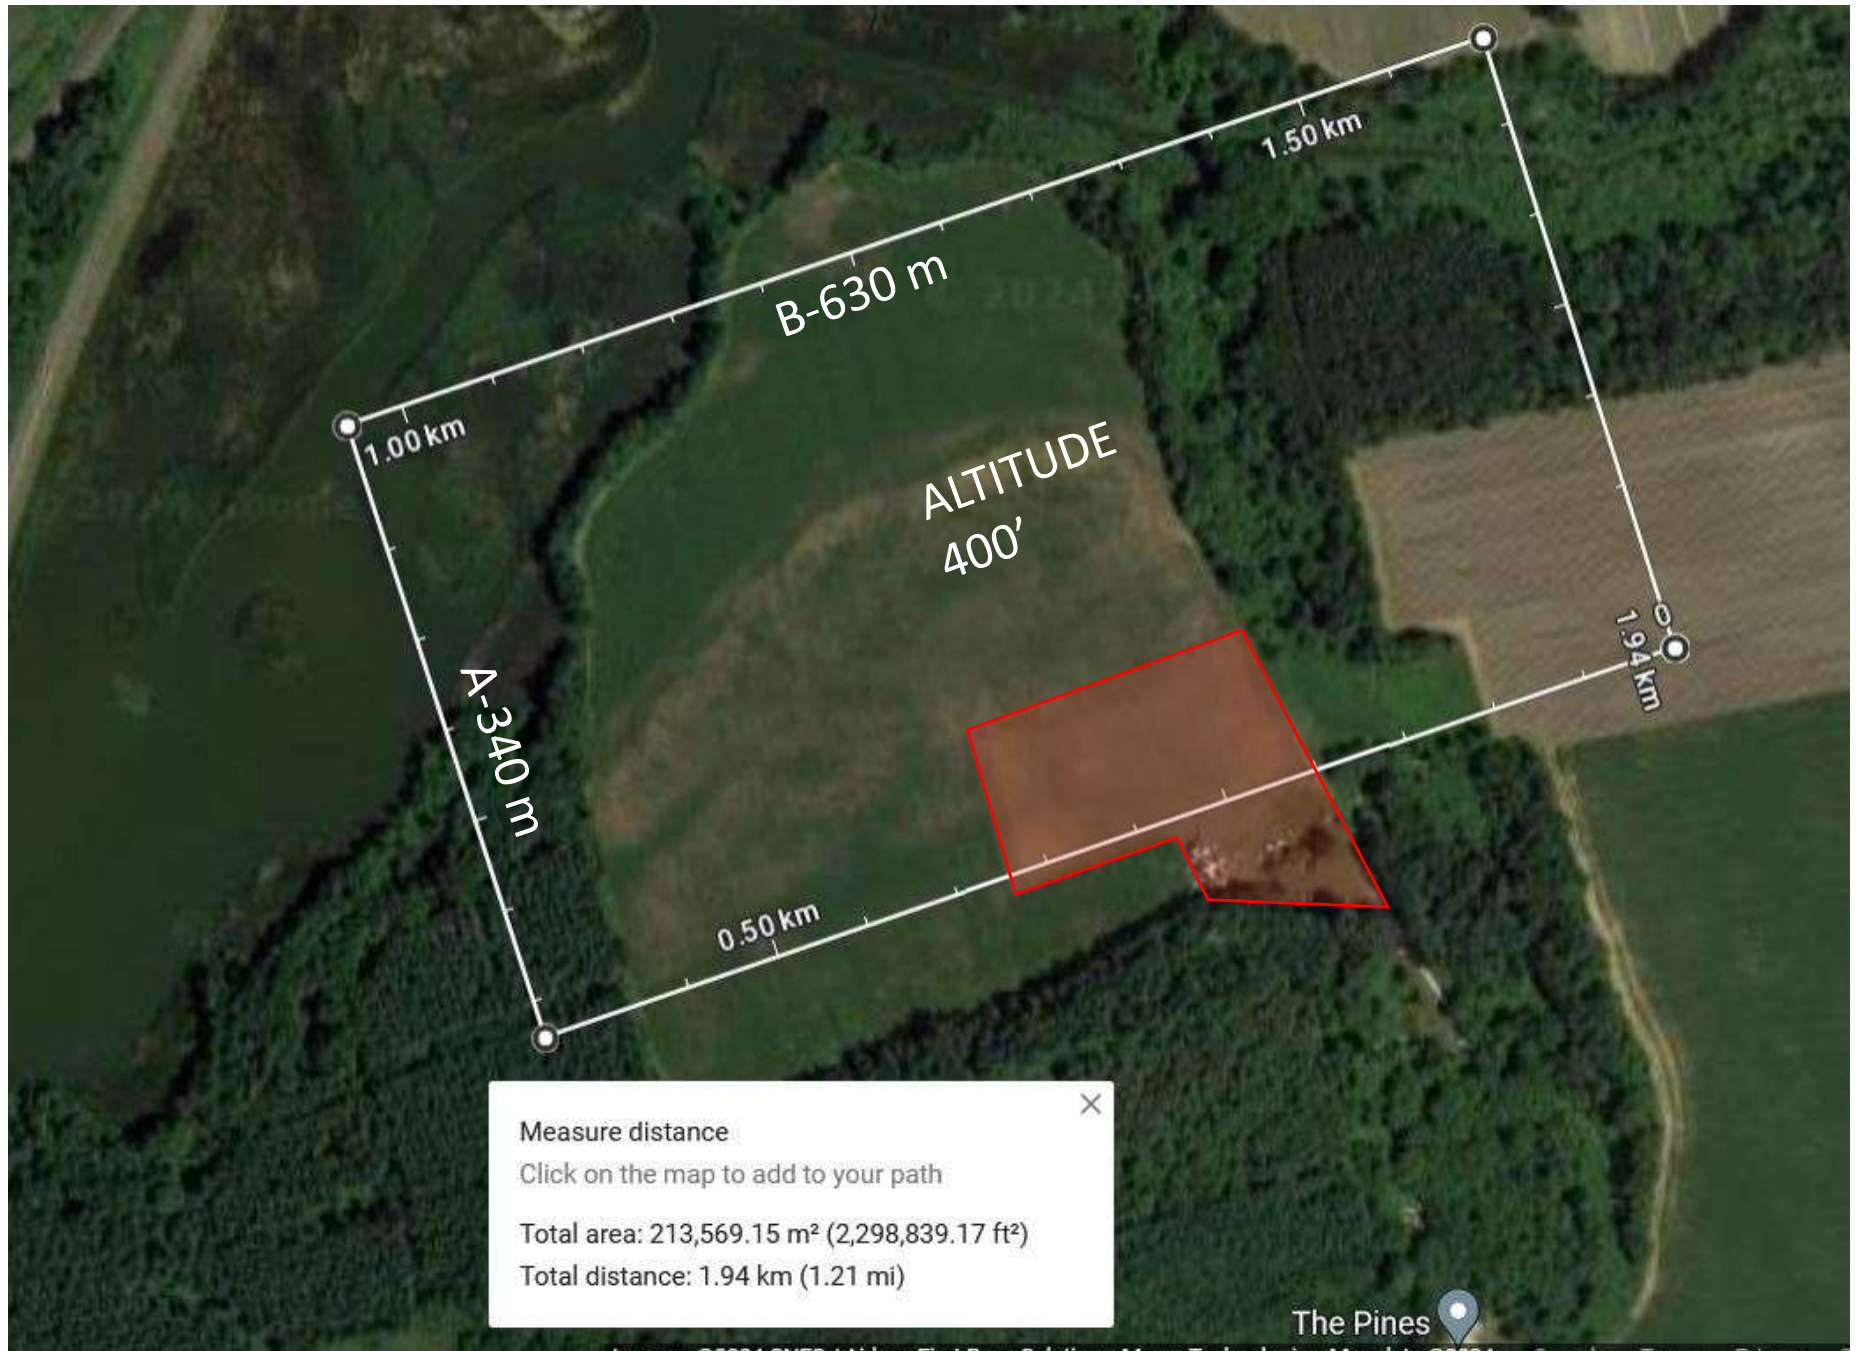 1.50 km
B-630 m
1.00 km
ALTITUDE
400’
0
1.94 km
A-340 m
0.50 km
Measure distance
Click on the map to add to your path
Total area: 213,569.15 m² (2,298,839.17 ft²)
Total distance: 1.94 km (1.21 mi)
The Pines